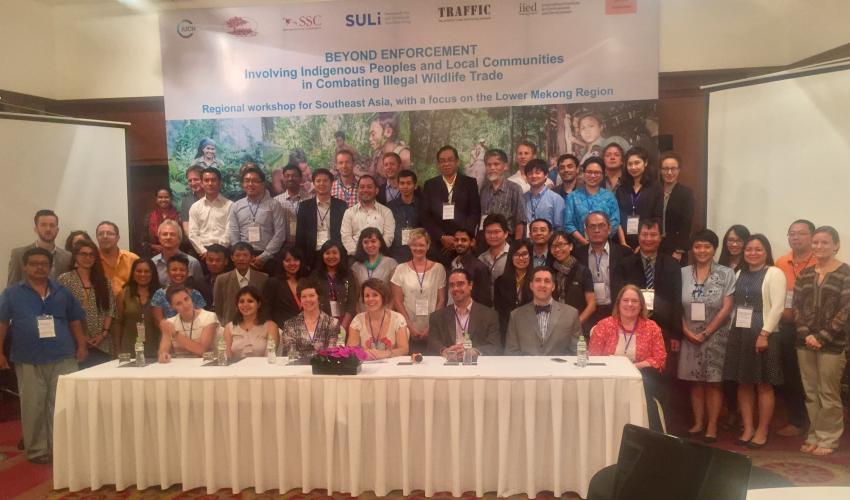 IUCN
SSC
SULi
TRAFFIC
iied
BEYOND ENFORCEMENT
Involving Indigenous Peoples and Local Communities
in Combating Illegal Wildlife Trade
Regional workshop for Southeast Asia, with a focus on the Lower Mekong Region